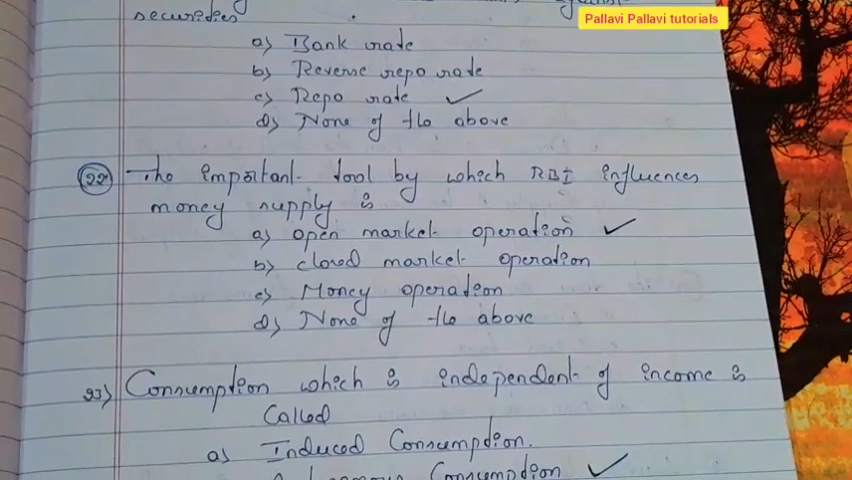 Pallavi Pallavi tutorials
securities
a) Bank rate
b) Reverse repo rate
c) Repo rate ✓
d) None of the above
22 The important tool by which RBI influences
money supply is
a) open market operation ✓
b) closed market operation
c) Money operation
d) None of the above
23) Consumption which is independent of income is
Called
a) Induced Consumption.
Consumption ✓